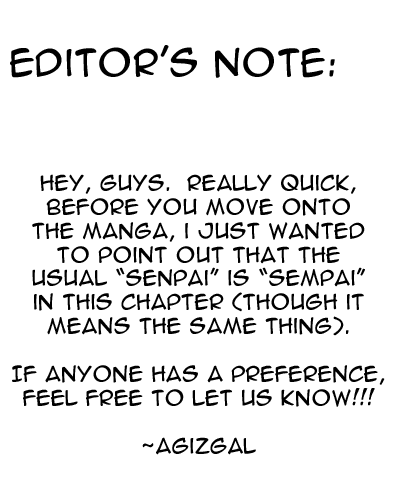 EDITOR'S NOTE:
HEY, GUYS. REALLY QUICK,
BEFORE YOU MOVE ONTO
THE MANGA, I JUST WANTED
TO POINT OUT THAT THE
USUAL "SENPAI" IS "SEMPAI"
IN THIS CHAPTER (THOUGH IT
MEANS THE SAME THING).
IF ANYONE HAS A PREFERENCE,
FEEL FREE TO LET US KNOW!!!
~AGIZGAL